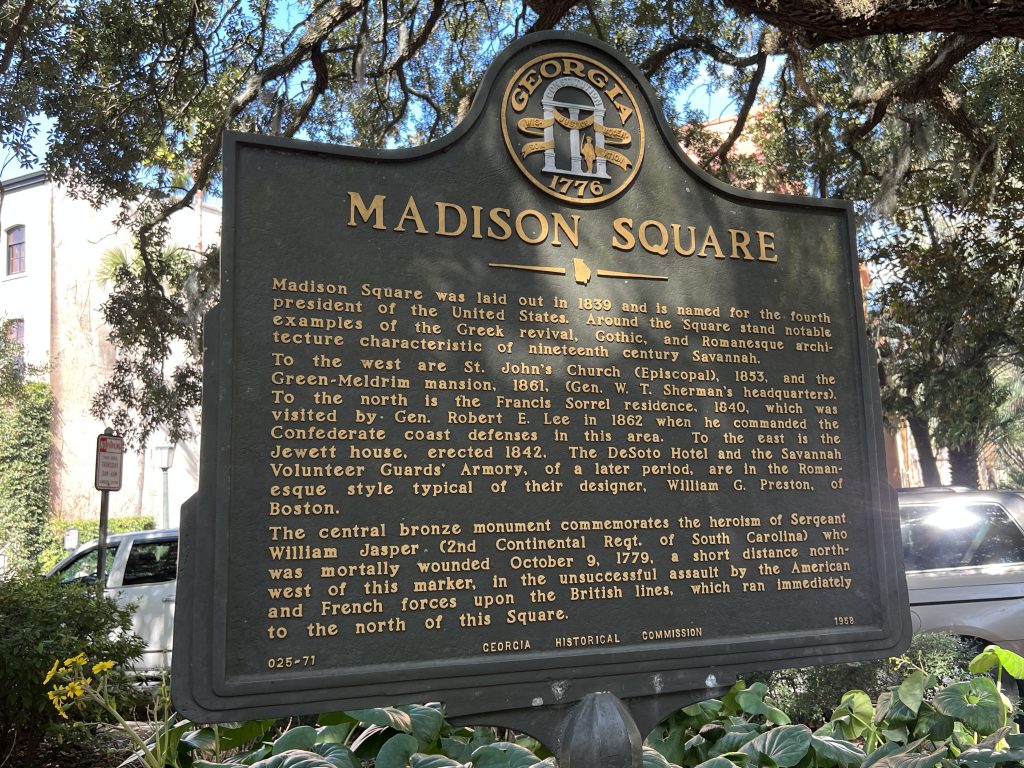 GEORGIA
1776
MADISON SQUARE
Madison Square was laid out in 1839 and is named for the fourth
president of the United States. Around the Square stand notable
examples of the Greek revival, Gothic, and Romanesque archi-
tecture characteristic of nineteenth century Savannah.
To the west are St. John's Church (Episcopal), 1853, and the
Green-Meldrim mansion, 1861, (Gen. W. T. Sherman's headquarters).
To the north is the Francis Sorrel residence, 1840, which was
visited by Gen. Robert E. Lee in 1862 when he commanded the
Confederate coast defenses in this area. To the east is the
Jewett house, erected 1842. The DeSoto Hotel and the Savannah
Volunteer Guards' Armory, of a later period, are in the Roman-
esque style typical of their designer, William G. Preston, of
Boston.
The central bronze monument commemorates the heroism of Sergeant
William Jasper (2nd Continental Regt. of South Carolina) who
was mortally wounded October 9, 1779, a short distance north-
west of this marker, in the unsuccessful assault by the American
and French forces upon the British lines, which ran immediately
to the north of this Square.
025-71 GEORGIA HISTORICAL COMMISSION 1958